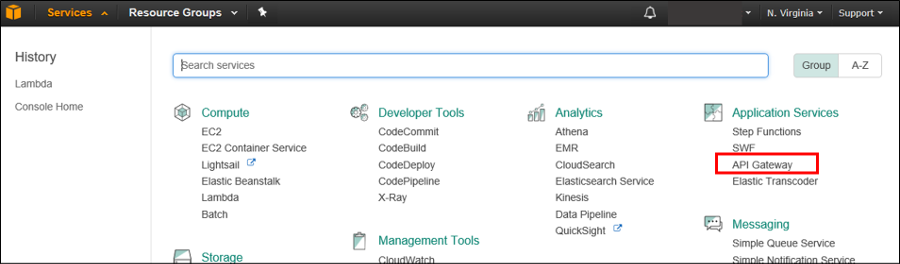 Services Resource Groups N. Virginia Support
History
Lambda
Console Home
Search services
Group A-Z
Compute
EC2
EC2 Container Service
Lightsail
Elastic Beanstalk
Lambda
Batch
Storage
Developer Tools
CodeCommit
CodeBuild
CodeDeploy
CodePipeline
X-Ray
Management Tools
CloudWatch
Analytics
Athena
EMR
CloudSearch
Elasticsearch Service
Kinesis
Data Pipeline
QuickSight
Application Services
Step Functions
SWF
API Gateway
Elastic Transcoder
Messaging
Simple Queue Service
Simple Notification Service